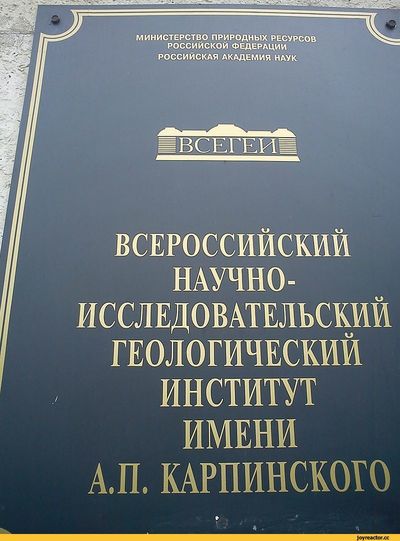 МИНИСТЕРСТВО ПРИРОДНЫХ РЕСУРСОВ
РОССИЙСКОЙ ФЕДЕРАЦИИ
РОССИЙСКАЯ АКАДЕМИЯ НАУК
ВСЕГЕИ
ВСЕРОССИЙСКИЙ
НАУЧНО-
ИССЛЕДОВАТЕЛЬСКИЙ
ГЕОЛОГИЧЕСКИЙ
ИНСТИТУТ
ИМЕНИ
А.П. КАРПИНСКОГО
joyreactor.cc